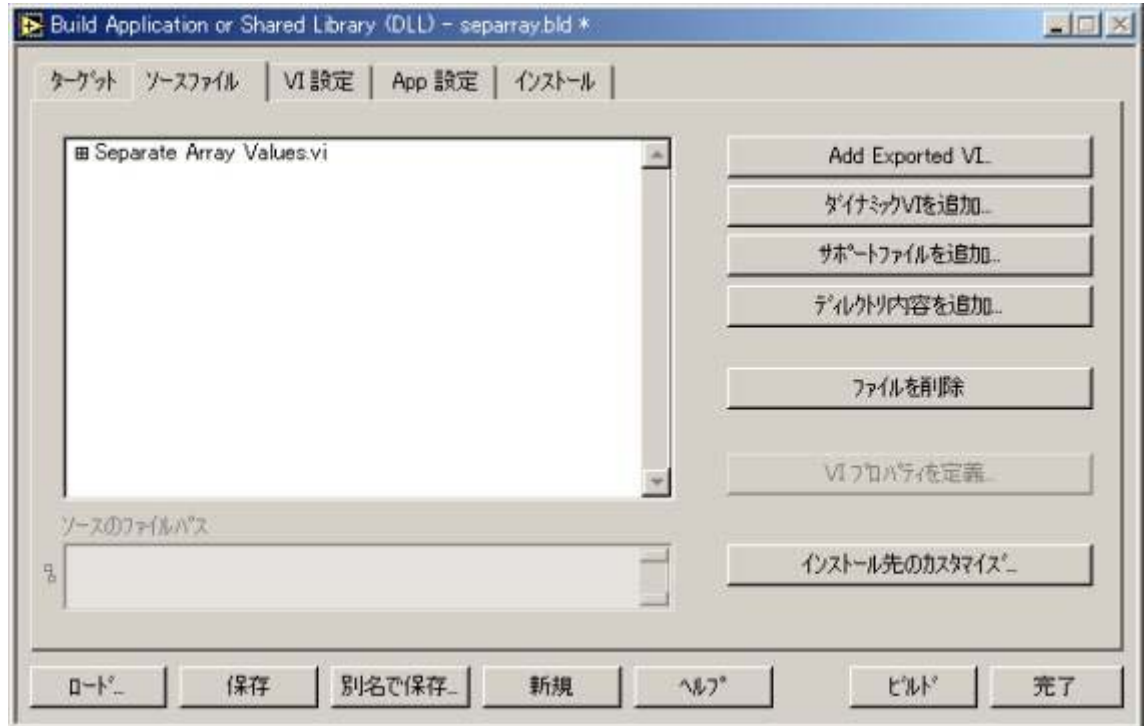 Build Application or Shared Library (DLL) - separray.bld *
ターゲット ソースファイル VI 設定 App 設定 インストール
Separate Array Values.vi
Add Exported VI...
ダイナミックVIを追加...
サポートファイルを追加...
ディレクトリ内容を追加...
ファイルを削除
VI プロパティを定義...
ソースのファイルパス
インストール先のカスタマイズ...
ロード... 保存 別名で保存... 新規 ヘルプ ビルド 完了